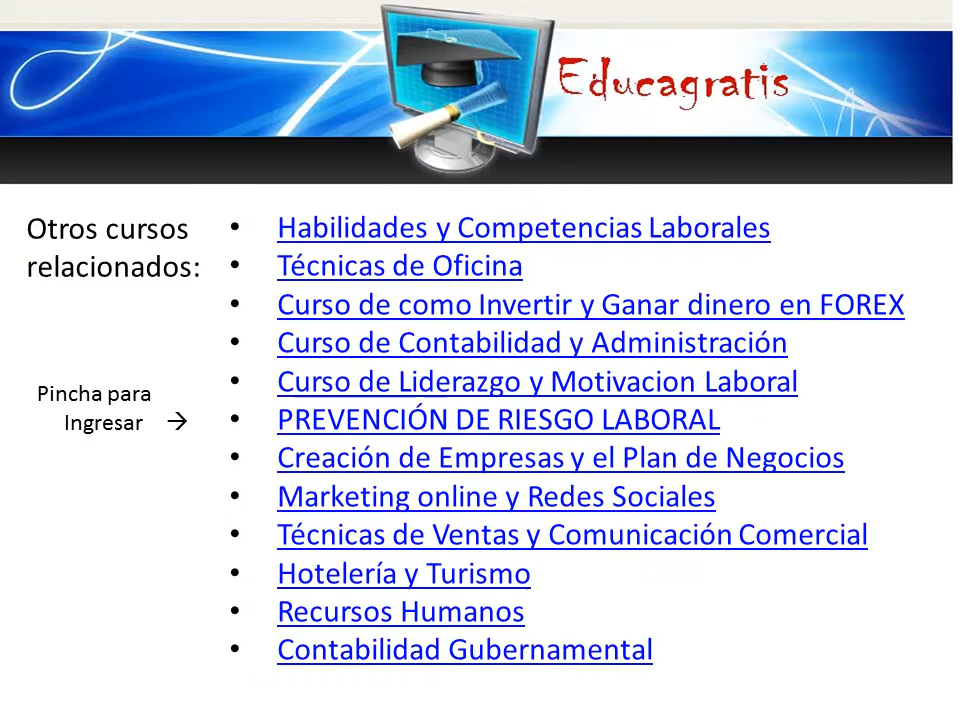 Educagratis
Otros cursos
relacionados:
Pincha para
Ingresar →
• Habilidades y Competencias Laborales
• Técnicas de Oficina
• Curso de como Invertir y Ganar dinero en FOREX
• Curso de Contabilidad y Administración
• Curso de Liderazgo y Motivacion Laboral
• PREVENCIÓN DE RIESGO LABORAL
• Creación de Empresas y el Plan de Negocios
• Marketing online y Redes Sociales
• Técnicas de Ventas y Comunicación Comercial
• Hotelería y Turismo
• Recursos Humanos
• Contabilidad Gubernamental